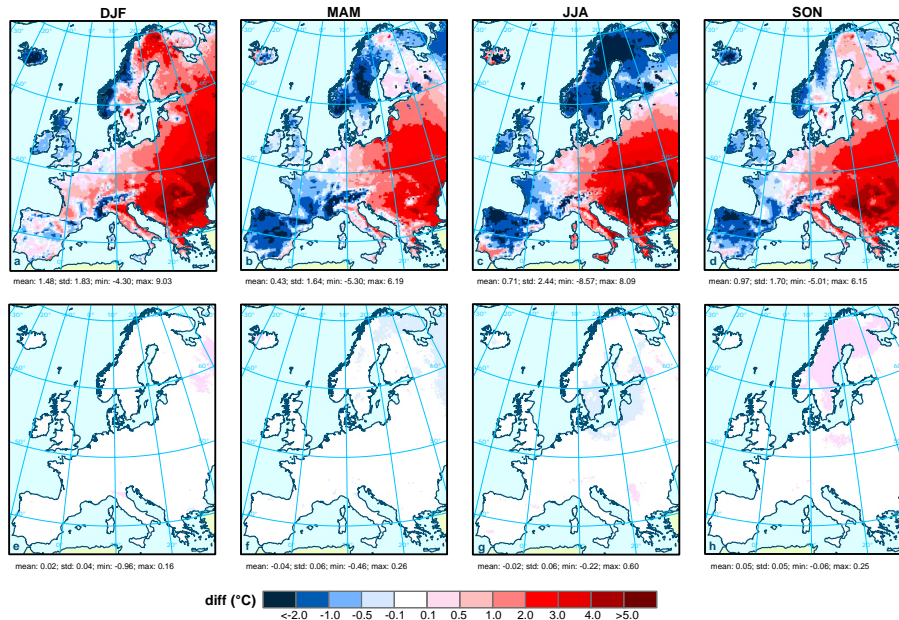 DJF MAM JJA SON
a b c d
mean: 1.48; std: 1.83; min: -4.30; max: 9.03 mean: 0.43; std: 1.64; min: -5.30; max: 6.19 mean: 0.71; std: 2.44; min: -8.57; max: 8.09 mean: 0.97; std: 1.70; min: -5.01; max: 6.15
e f g h
mean: 0.02; std: 0.04; min: -0.96; max: 0.16 mean: -0.04; std: 0.06; min: -0.46; max: 0.26 mean: -0.02; std: 0.06; min: -0.22; max: 0.60 mean: 0.05; std: 0.05; min: -0.06; max: 0.25
diff (°C)
<-2.0 -1.0 -0.5 -0.1 0.1 0.5 1.0 2.0 3.0 4.0 >5.0